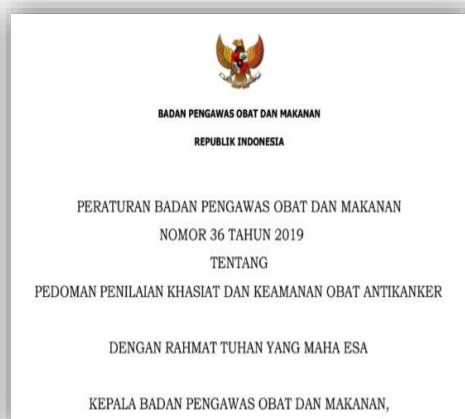 BADAN PENGAWAS OBAT DAN MAKANAN
REPUBLIK INDONESIA
PERATURAN BADAN PENGAWAS OBAT DAN MAKANAN
NOMOR 36 TAHUN 2019
TENTANG
PEDOMAN PENILAIAN KHASIAT DAN KEAMANAN OBAT ANTIKANKER
DENGAN RAHMAT TUHAN YANG MAHA ESA
KEPALA BADAN PENGAWAS OBAT DAN MAKANAN,